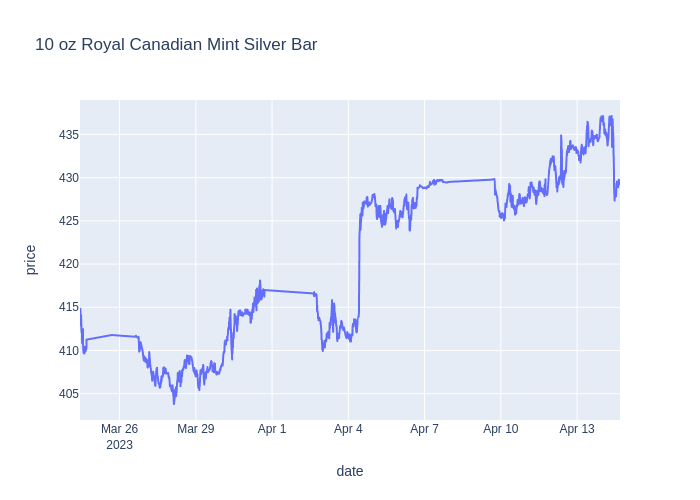 10 oz Royal Canadian Mint Silver Bar
435
430
425
420
415
410
405
price
Mar 26
2023
Mar 29
Apr 1
Apr 4
Apr 7
Apr 10
Apr 13
date